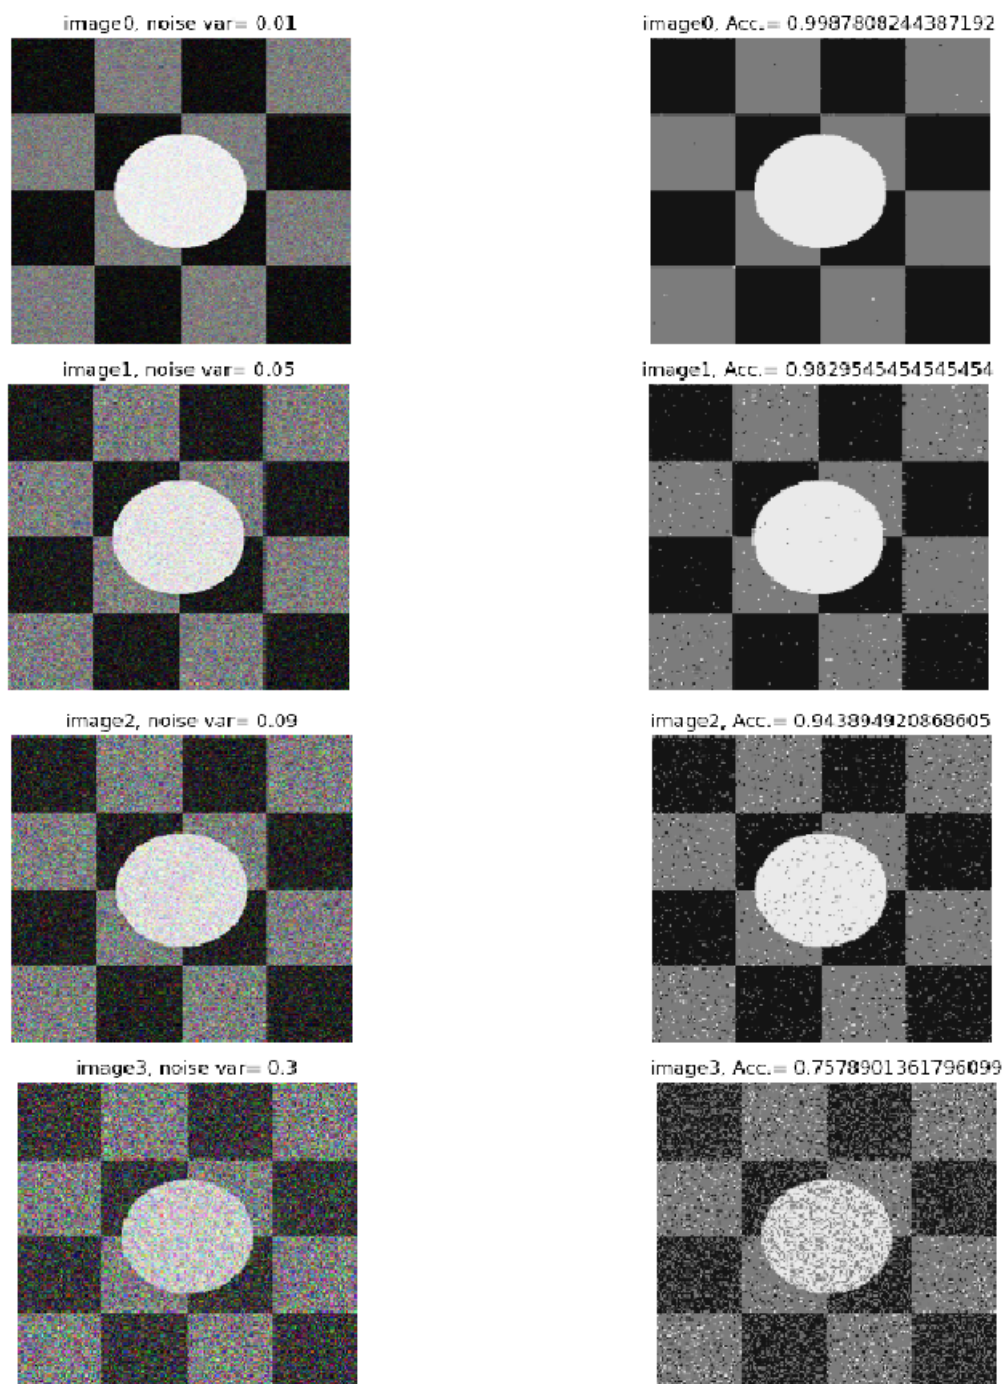 image0, noise var= 0.01
image0, Acc.= 0.9987808244387192
image1, noise var= 0.05
image1, Acc.= 0.9829545454545454
image2, noise var= 0.09
image2, Acc.= 0.943894920868605
image3, noise var= 0.3
image3, Acc.= 0.7578901361796099